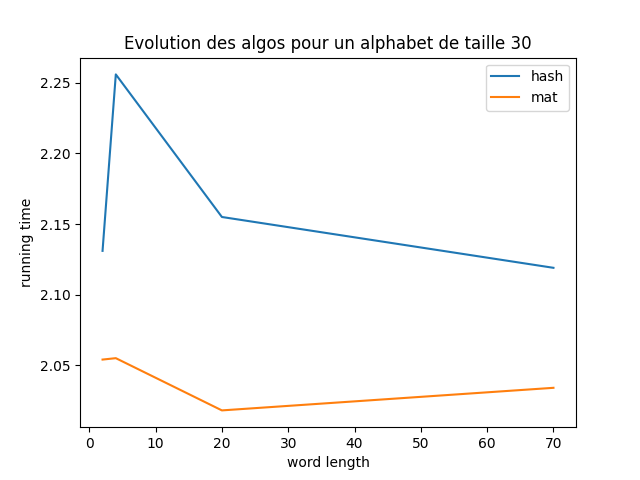 Evolution des algos pour un alphabet de taille 30
hash
mat
running time
2.25
2.20
2.15
2.10
2.05
0 10 20 30 40 50 60 70
word length